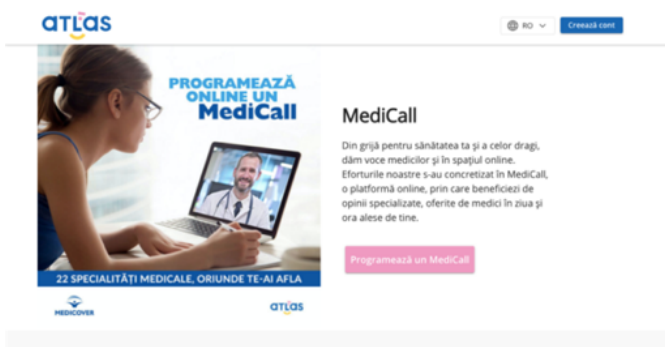 atlas
RO
Creează cont
PROGRAMEAZĂ
ONLINE UN
MediCall
22 SPECIALITĂȚI MEDICALE, ORIUNDE TE-AI AFLA
MEDICOVER
atlas
MediCall
Din grijă pentru sănătatea ta și a celor dragi,
dăm voce medicilor și în spațiul online.
Eforturile noastre s-au concretizat în MediCall,
o platformă online, prin care beneficiezi de
opinii specializate, oferite de medici în ziua și
ora alese de tine.
Programează un MediCall